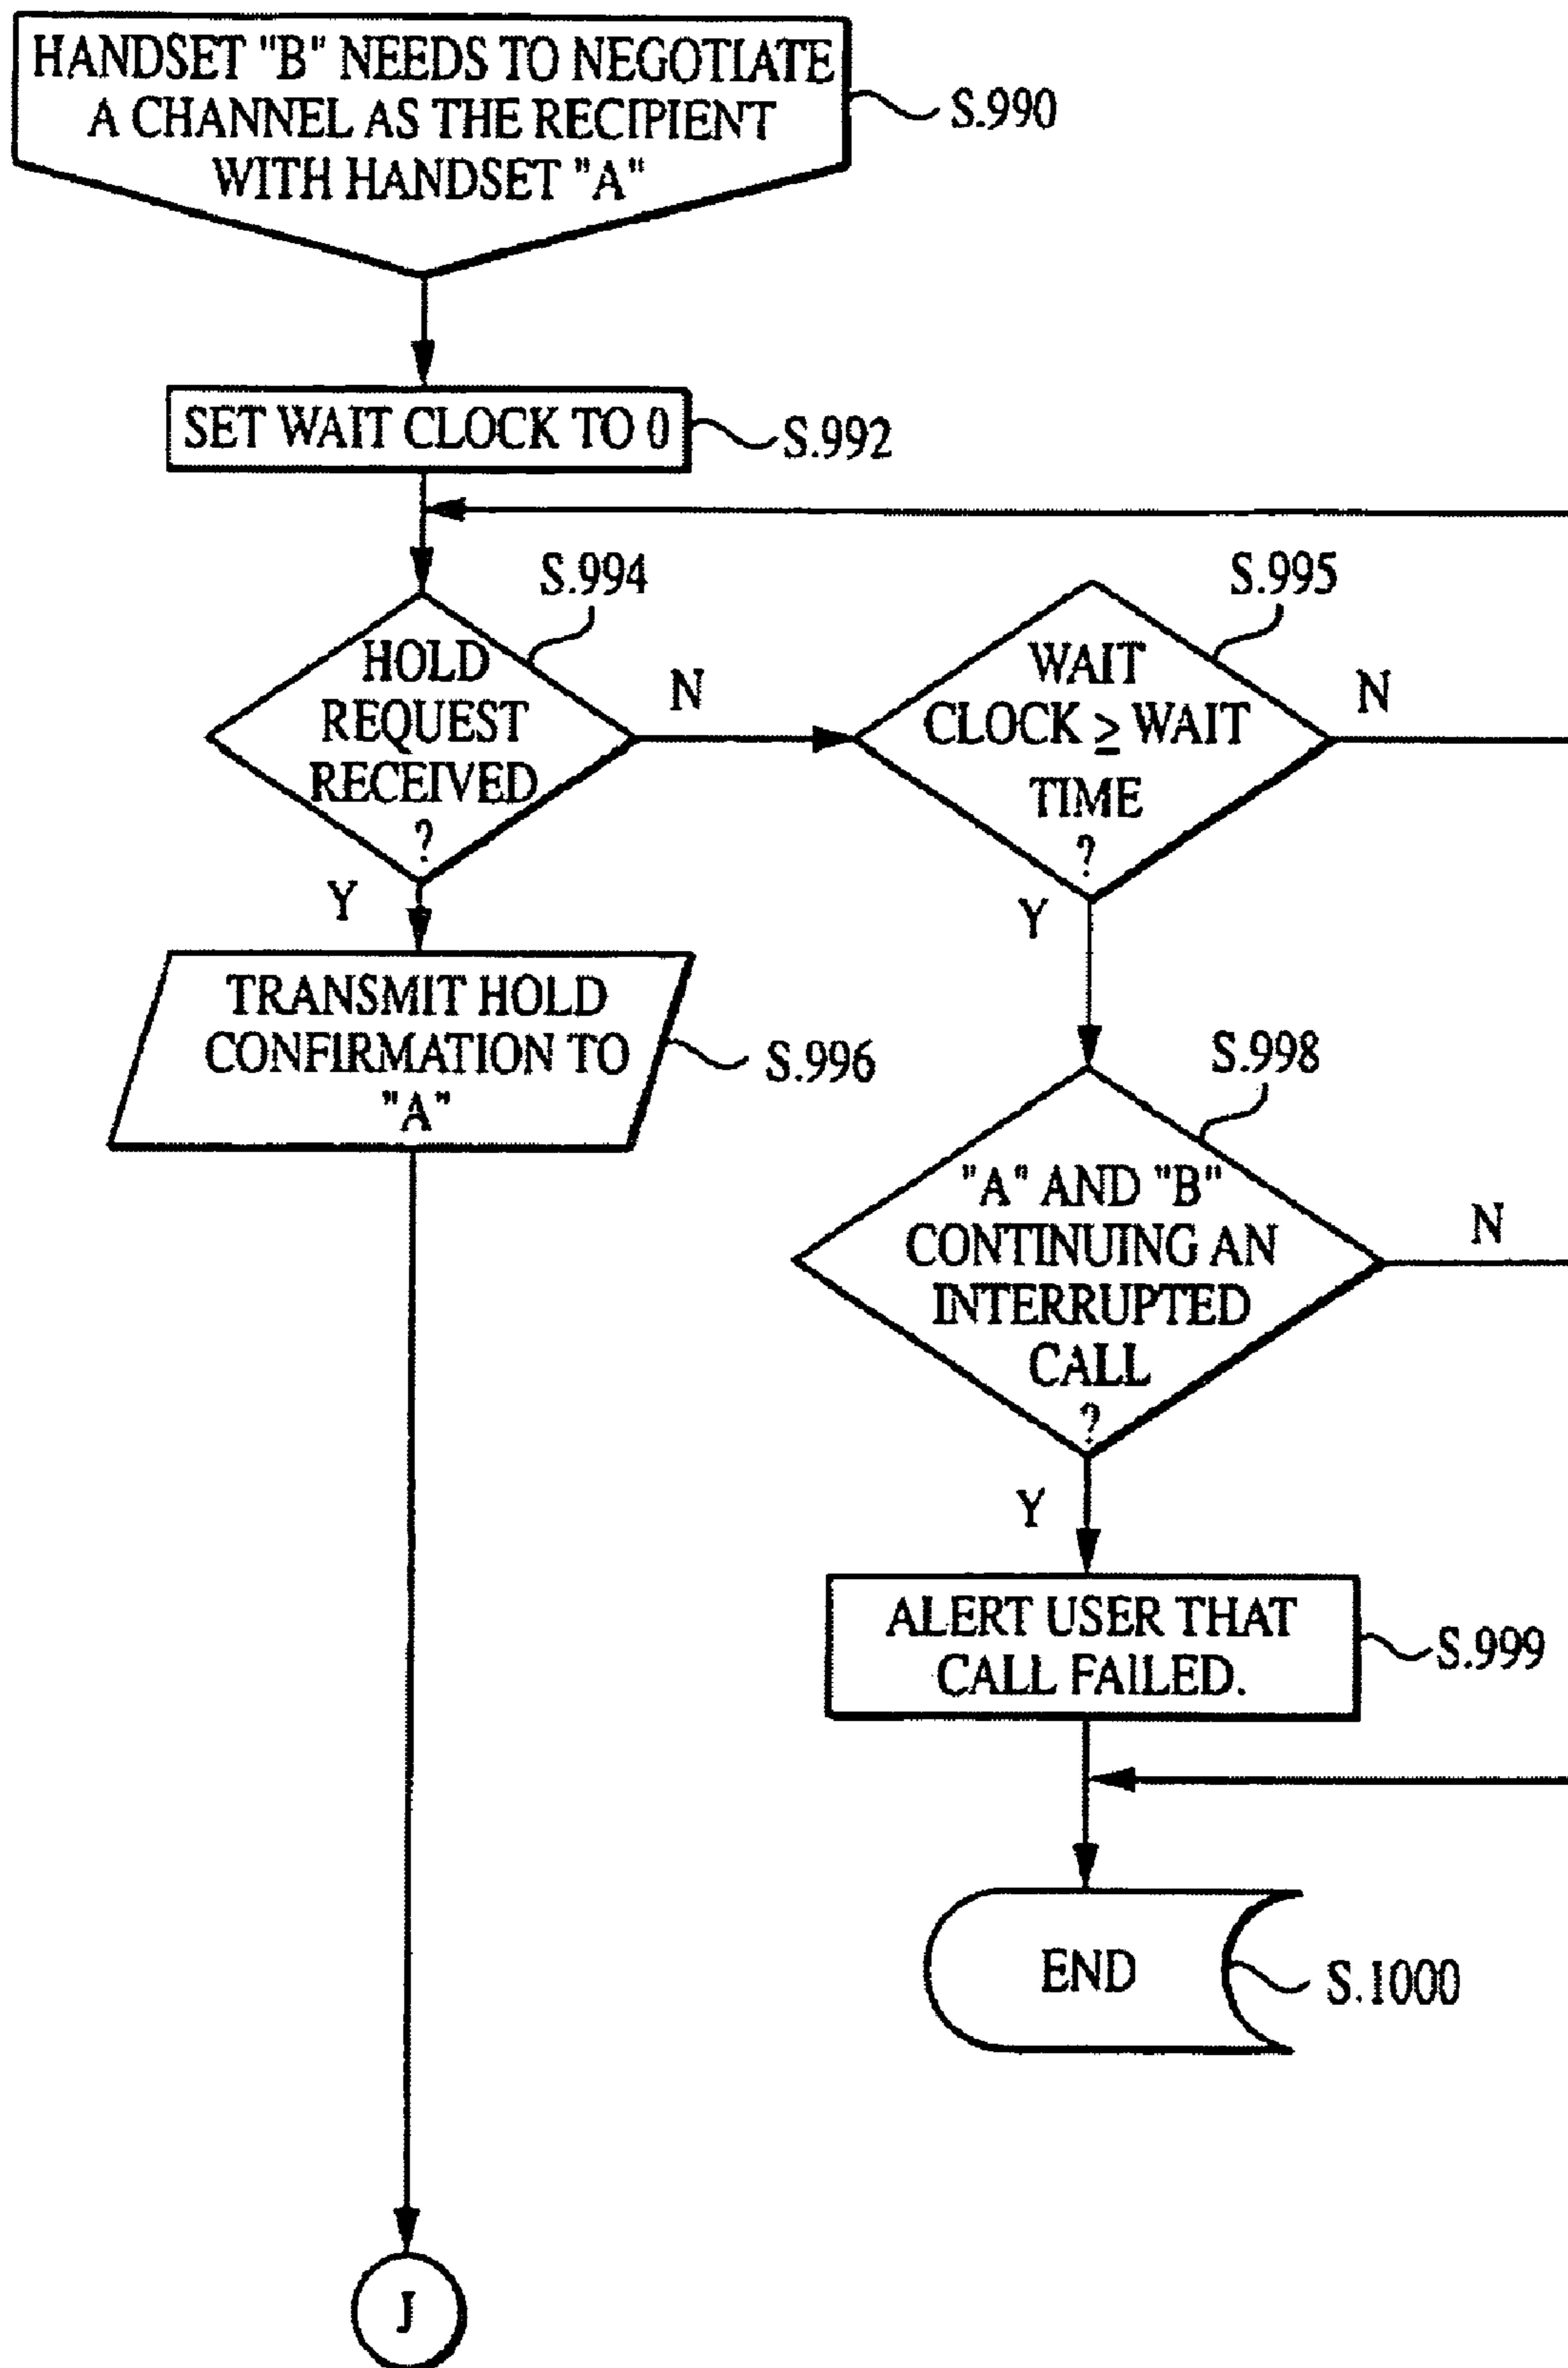 HANDSET "B" NEEDS TO NEGOTIATE
A CHANNEL AS THE RECIPIENT
WITH HANDSET "A"
S.990
SET WAIT CLOCK TO 0
S.992
S.994
HOLD
REQUEST
RECEIVED
?
N
Y
S.995
WAIT
CLOCK ≥ WAIT
TIME
?
N
Y
TRANSMIT HOLD
CONFIRMATION TO
"A"
S.996
S.998
"A" AND "B"
CONTINUING AN
INTERRUPTED
CALL
?
N
Y
ALERT USER THAT
CALL FAILED.
S.999
END
S.1000
J